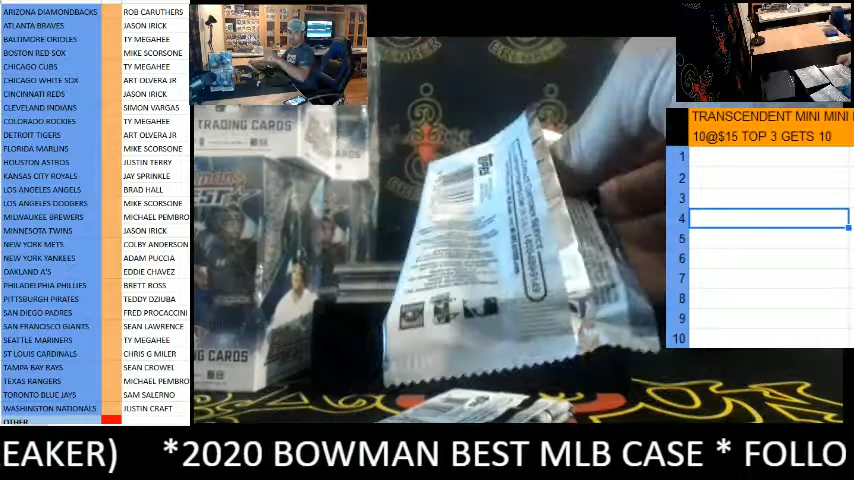 ARIZONA DIAMONDBACKS ROB CARUTHERS
ATLANTA BRAVES JASON IRICK
BALTIMORE ORIOLES TY MEGAHEE
BOSTON RED SOX MIKE SCORSONE
CHICAGO CUBS TY MEGAHEE
CHICAGO WHITE SOX ART OLVERA JR
CINCINNATI REDS JASON IRICK
CLEVELAND INDIANS SIMON VARGAS
COLORADO ROCKIES TY MEGAHEE
DETROIT TIGERS ART OLVERA JR
FLORIDA MARLINS MIKE SCORSONE
HOUSTON ASTROS JUSTIN TERRY
KANSAS CITY ROYALS JAY SPRINKLE
LOS ANGELES ANGELS BRAD HALL
LOS ANGELES DODGERS MIKE SCORSONE
MILWAUKEE BREWERS MICHAEL PEMBRO
MINNESOTA TWINS JASON IRICK
NEW YORK METS COLBY ANDERSON
NEW YORK YANKEES ADAM PUCCIA
OAKLAND A'S EDDIE CHAVEZ
PHILADELPHIA PHILLIES BRETT ROSS
PITTSBURGH PIRATES TEDDY DZIUBA
SAN DIEGO PADRES FRED PROCACCINI
SAN FRANCISCO GIANTS SEAN LAWRENCE
SEATTLE MARINERS TY MEGAHEE
ST LOUIS CARDINALS CHRIS G MILER
TAMPA BAY RAYS SEAN CROWEL
TEXAS RANGERS MICHAEL PEMBRO
TORONTO BLUE JAYS SAM SALERNO
WASHINGTON NATIONALS JUSTIN CRAFT
OTHER
TRADING CARDS
NG CARDS
TOPPS
TRANSCENDENT MINI MINI
10@$15 TOP 3 GETS 10
1
2
3
4
5
6
7
8
9
10
EAKER) *2020 BOWMAN BEST MLB CASE * FOLLO